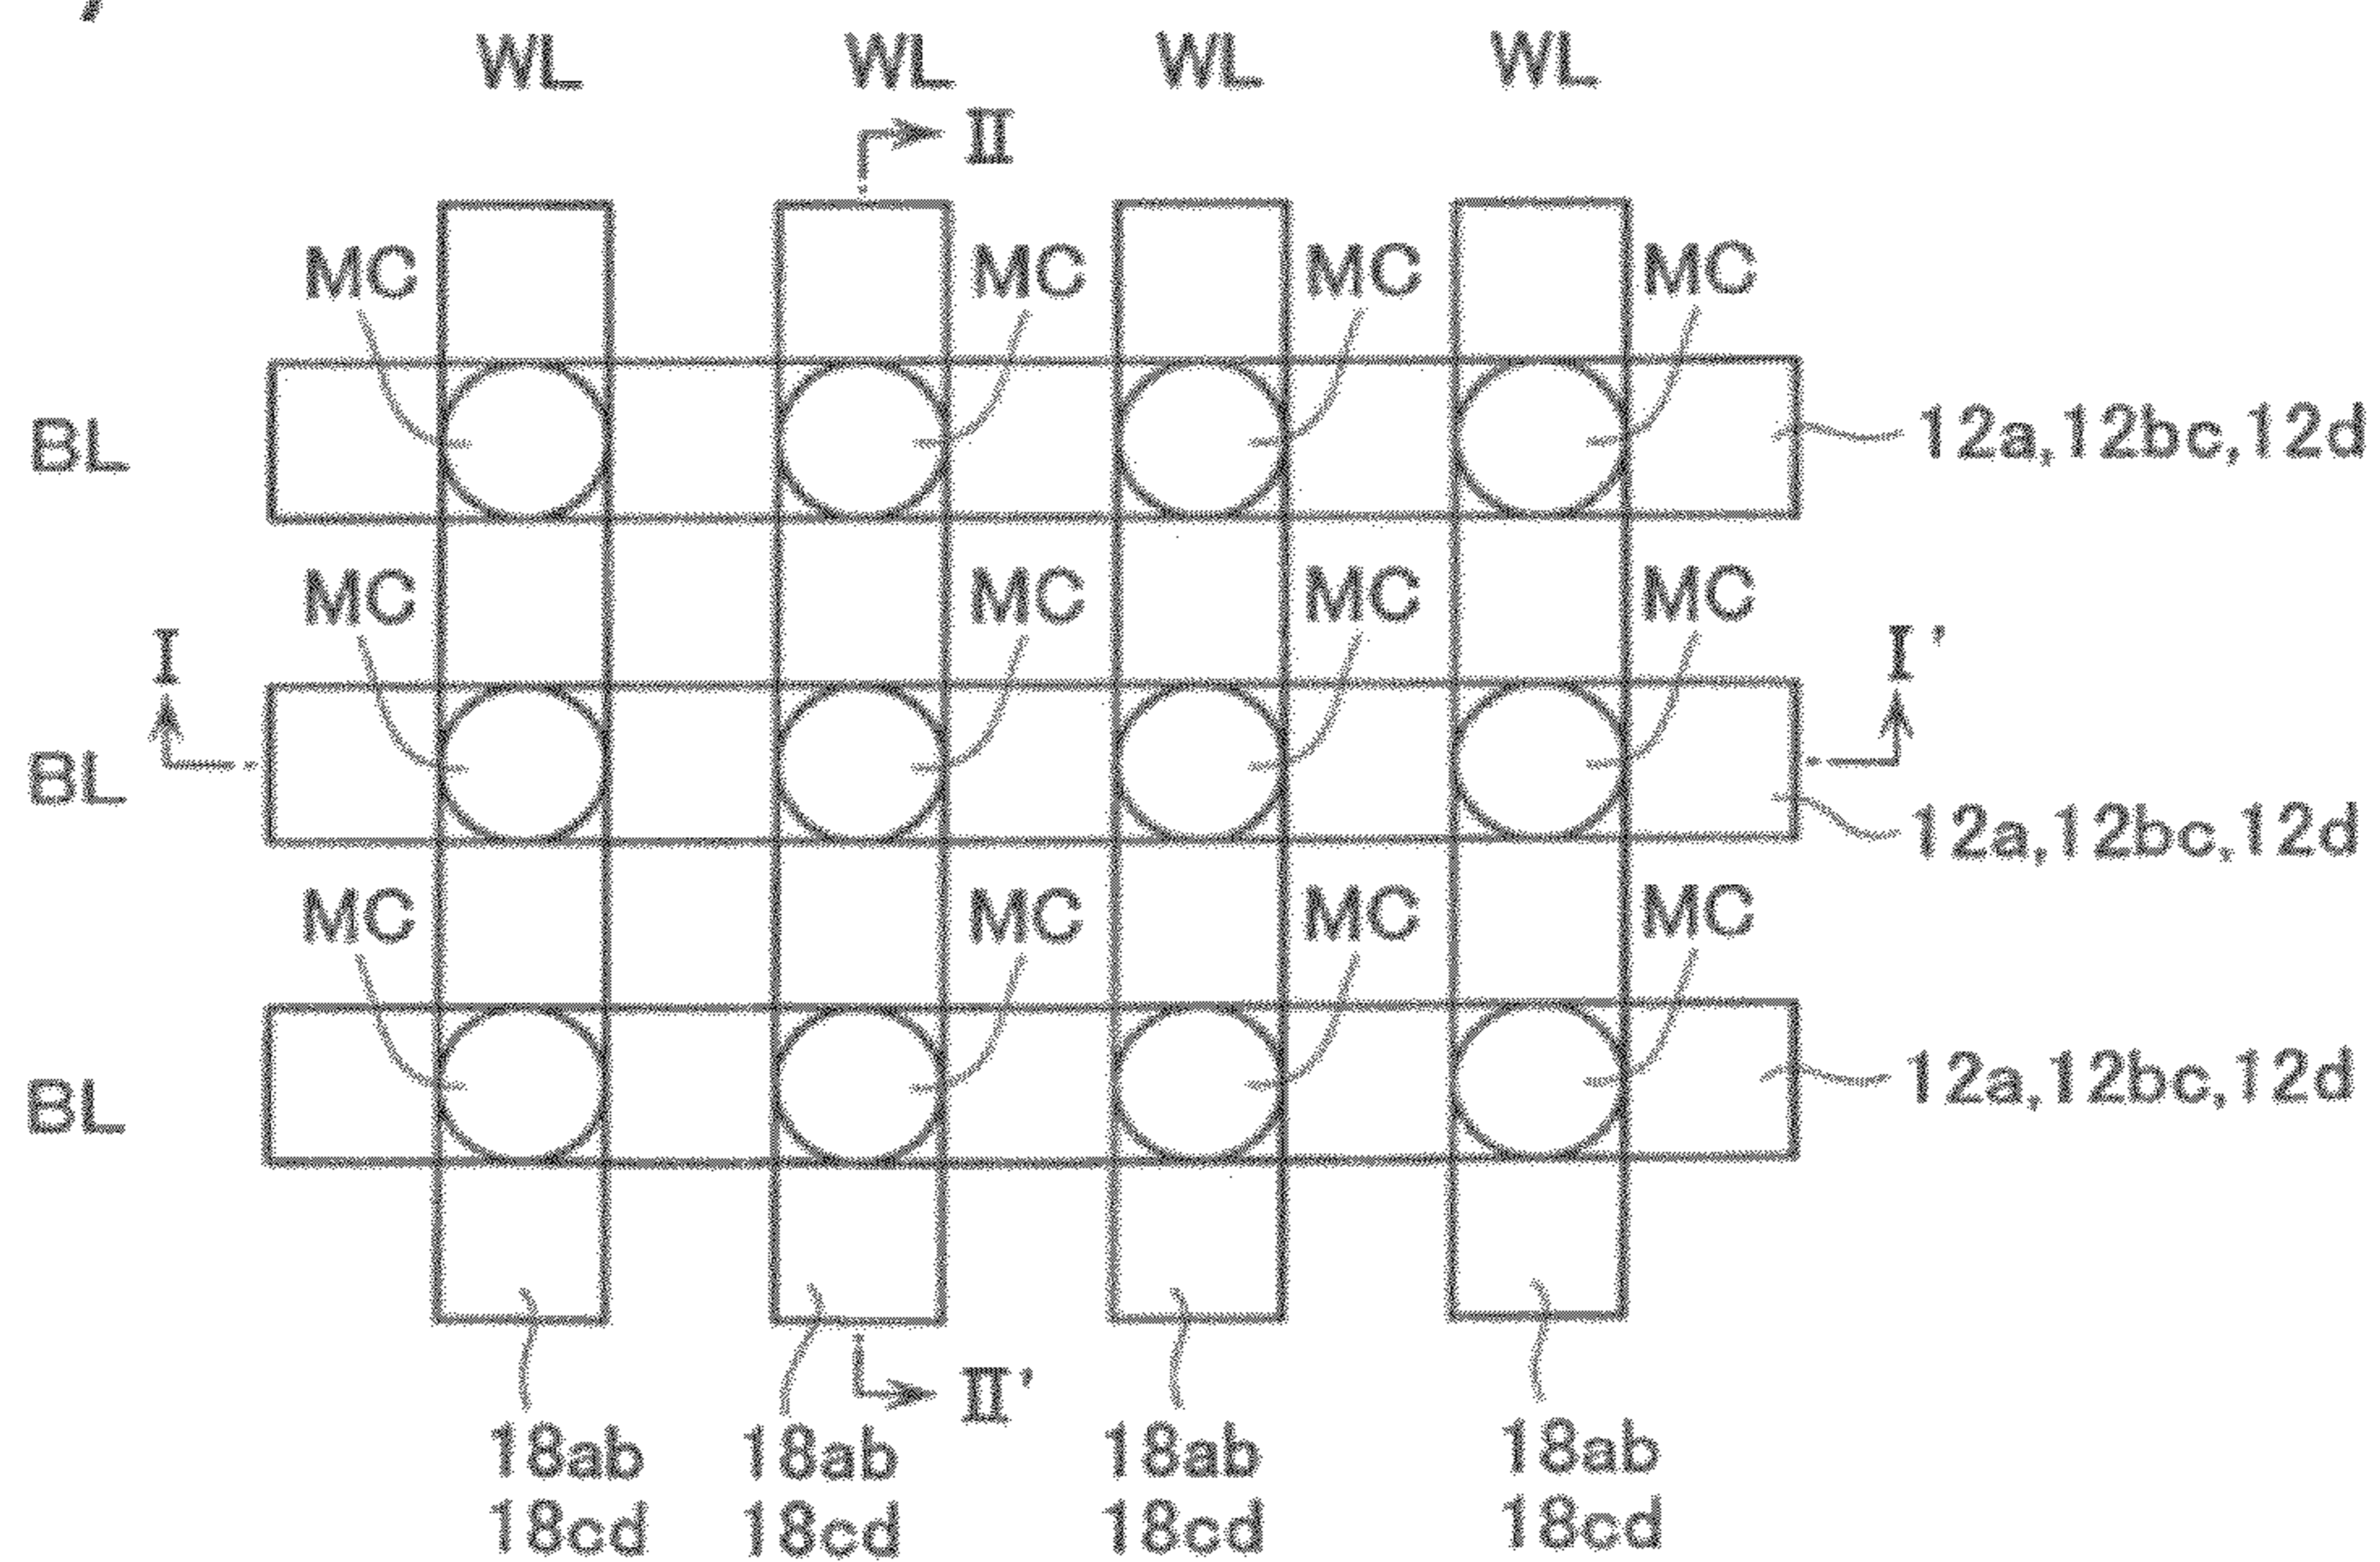 WL WL WL WL
II
MC MC MC MC
BL 12a,12bc,12d
MC MC MC MC
I I'
BL 12a,12bc,12d
MC MC MC MC
BL 12a,12bc,12d
II'
18ab 18ab 18ab 18ab
18cd 18cd 18cd 18cd